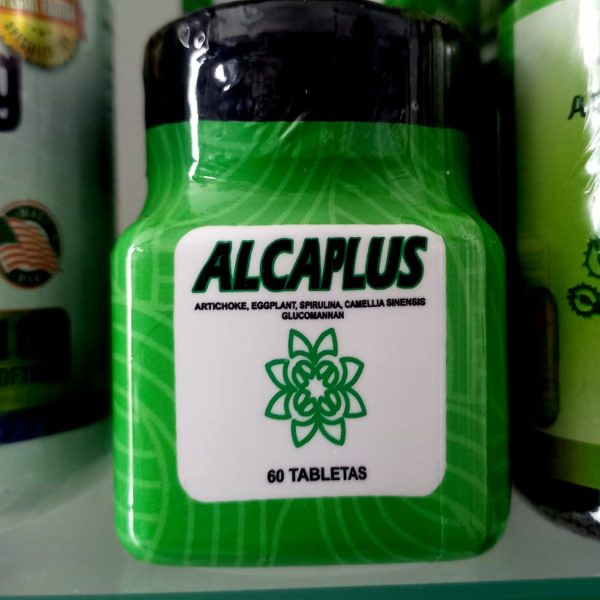 ALCAPLUS
ARTICHOKE, EGGPLANT, SPIRULINA, CAMELLIA SINENSIS
GLUCOMANNAN
60 TABLETAS